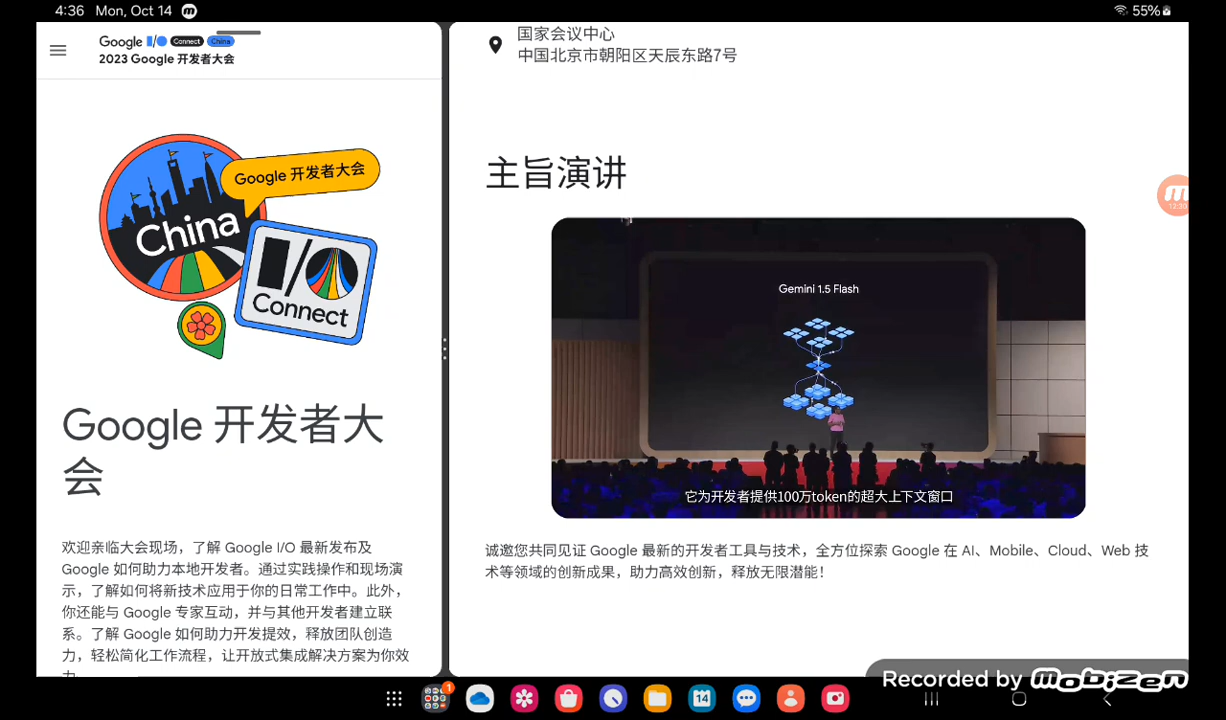 4:36 Mon, Oct 14
55%
Google I/O Connect China
2023 Google 开发者大会
Google 开发者大会
China
I/O
Connect
Google 开发者大
会
欢迎亲临大会现场，了解 Google I/O 最新发布及
Google 如何助力本地开发者。通过实践操作和现场演
示，了解如何将新技术应用于你的日常工作中。此外，
你还能与 Google 专家互动，并与其他开发者建立联
系。了解 Google 如何助力开发提效，释放团队创造
力，轻松简化工作流程，让开放式集成解决方案为你效
国家会议中心
中国北京市朝阳区天辰东路7号
主旨演讲
Gemini 1.5 Flash
它为开发者提供100万token的超大上下文窗口
诚邀您共同见证 Google 最新的开发者工具与技术，全方位探索 Google 在 AI、Mobile、Cloud、Web 技
术等领域的创新成果，助力高效创新，释放无限潜能！
12:30
Recorded by mobizen
1
14